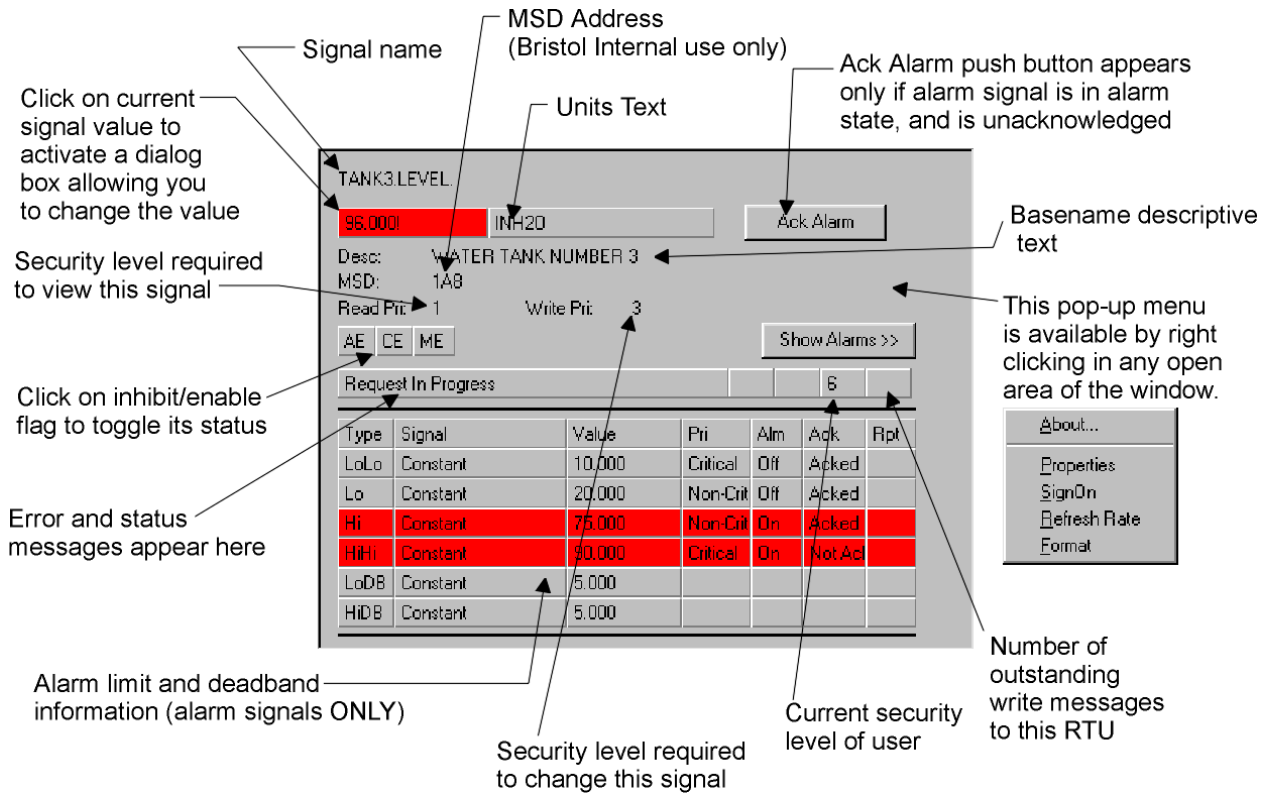 MSD Address
(Bristol Internal use only)
Signal name
Ack Alarm push button appears
only if alarm signal is in alarm
state, and is unacknowledged
Click on current
signal value to
activate a dialog
box allowing you
to change the value
Units Text
TANK3.LEVEL.
INH2O
Ack Alarm
Basename descriptive
text
Desc: WATER TANK NUMBER 3
Security level required
to view this signal
MSD: 1A8
Read Pri: 1 Write Pri: 3
This pop-up menu
is available by right
clicking in any open
area of the window.
AE CE ME
Show Alarms >>
Click on inhibit/enable
flag to toggle its status
Request In Progress 6
Type Signal Value Pri Alm Ack Rpt
LoLo Constant 10.000 Critical Off Acked
Lo Constant 20.000 Non-Crit Off Acked
Hi Constant 75.000 Non-Crit On Acked
HiHi Constant Critical On Not Ac
LoDB Constant 5.000
HiDB Constant 5.000
About...
Properties
SignOn
Refresh Rate
Format
Error and status
messages appear here
Alarm limit and deadband
information (alarm signals ONLY)
Security level required
to change this signal
Current security
level of user
Number of
outstanding
write messages
to this RTU